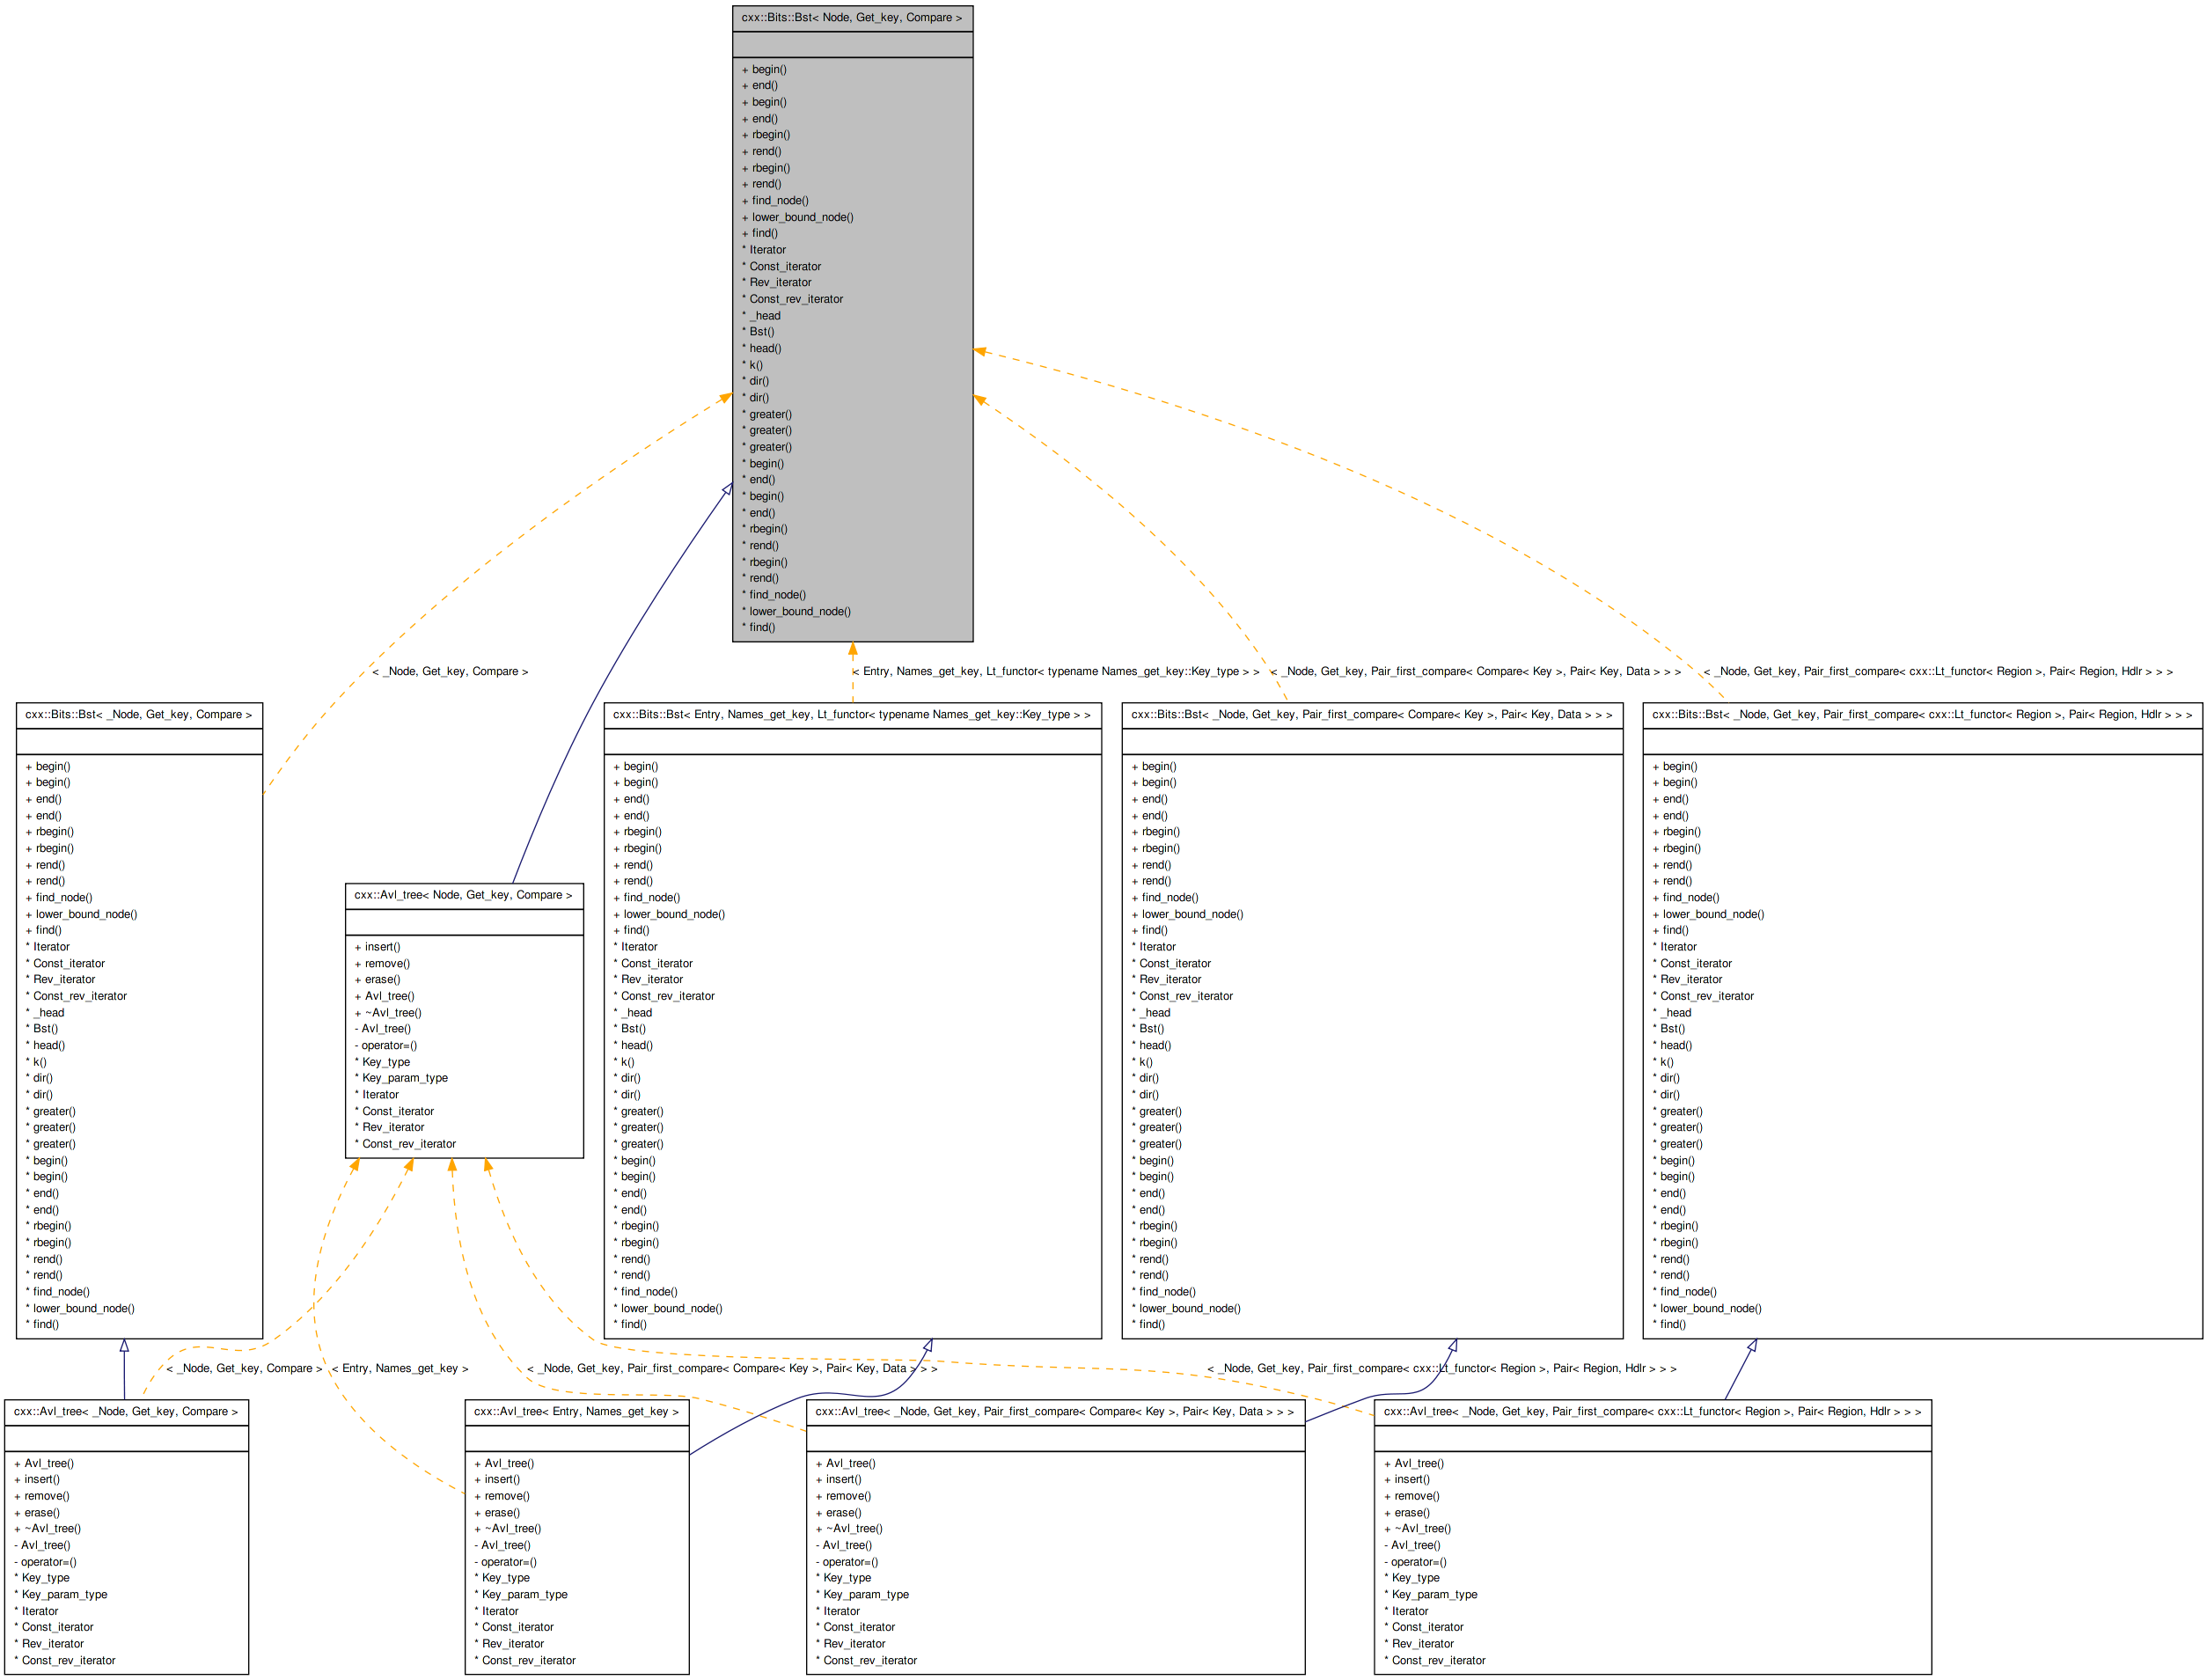 cxx::Bits::Bst< Node, Get_key, Compare >
+ begin()
+ end()
+ begin()
+ end()
+ rbegin()
+ rend()
+ rbegin()
+ rend()
+ find_node()
+ lower_bound_node()
+ find()
* Iterator
* Const_iterator
* Rev_iterator
* Const_rev_iterator
* _head
* Bst()
* head()
* k()
* dir()
* dir()
* greater()
* greater()
* greater()
* begin()
* end()
* begin()
* end()
* rbegin()
* rend()
* rbegin()
* rend()
* find_node()
* lower_bound_node()
* find()
< _Node, Get_key, Compare >
< Entry, Names_get_key, Lt_functor< typename Names_get_key::Key_type > >
< _Node, Get_key, Pair_first_compare< Compare< Key >, Pair< Key, Data > > >
< _Node, Get_key, Pair_first_compare< cxx::Lt_functor< Region >, Pair< Region, Hdlr > > >
cxx::Bits::Bst< _Node, Get_key, Compare >
+ begin()
+ begin()
+ end()
+ end()
+ rbegin()
+ rbegin()
+ rend()
+ rend()
+ find_node()
+ lower_bound_node()
+ find()
* Iterator
* Const_iterator
* Rev_iterator
* Const_rev_iterator
* _head
* Bst()
* head()
* k()
* dir()
* dir()
* greater()
* greater()
* greater()
* begin()
* begin()
* end()
* end()
* rbegin()
* rbegin()
* rend()
* rend()
* find_node()
* lower_bound_node()
* find()
cxx::Avl_tree< Node, Get_key, Compare >
+ insert()
+ remove()
+ erase()
+ Avl_tree()
+ ~Avl_tree()
- Avl_tree()
- operator=()
* Key_type
* Key_param_type
* Iterator
* Const_iterator
* Rev_iterator
* Const_rev_iterator
cxx::Bits::Bst< Entry, Names_get_key, Lt_functor< typename Names_get_key::Key_type > >
+ begin()
+ begin()
+ end()
+ end()
+ rbegin()
+ rbegin()
+ rend()
+ rend()
+ find_node()
+ lower_bound_node()
+ find()
* Iterator
* Const_iterator
* Rev_iterator
* Const_rev_iterator
* _head
* Bst()
* head()
* k()
* dir()
* dir()
* greater()
* greater()
* greater()
* begin()
* begin()
* end()
* end()
* rbegin()
* rbegin()
* rend()
* rend()
* find_node()
* lower_bound_node()
* find()
cxx::Bits::Bst< _Node, Get_key, Pair_first_compare< Compare< Key >, Pair< Key, Data > > >
+ begin()
+ begin()
+ end()
+ end()
+ rbegin()
+ rbegin()
+ rend()
+ rend()
+ find_node()
+ lower_bound_node()
+ find()
* Iterator
* Const_iterator
* Rev_iterator
* Const_rev_iterator
* _head
* Bst()
* head()
* k()
* dir()
* dir()
* greater()
* greater()
* greater()
* begin()
* begin()
* end()
* end()
* rbegin()
* rbegin()
* rend()
* rend()
* find_node()
* lower_bound_node()
* find()
cxx::Bits::Bst< _Node, Get_key, Pair_first_compare< cxx::Lt_functor< Region >, Pair< Region, Hdlr > > >
+ begin()
+ begin()
+ end()
+ end()
+ rbegin()
+ rbegin()
+ rend()
+ rend()
+ find_node()
+ lower_bound_node()
+ find()
* Iterator
* Const_iterator
* Rev_iterator
* Const_rev_iterator
* _head
* Bst()
* head()
* k()
* dir()
* dir()
* greater()
* greater()
* greater()
* begin()
* begin()
* end()
* end()
* rbegin()
* rbegin()
* rend()
* rend()
* find_node()
* lower_bound_node()
* find()
< _Node, Get_key, Compare >
< Entry, Names_get_key >
< _Node, Get_key, Pair_first_compare< Compare< Key >, Pair< Key, Data > > >
< _Node, Get_key, Pair_first_compare< cxx::Lt_functor< Region >, Pair< Region, Hdlr > > >
cxx::Avl_tree< _Node, Get_key, Compare >
+ Avl_tree()
+ insert()
+ remove()
+ erase()
+ ~Avl_tree()
- Avl_tree()
- operator=()
* Key_type
* Key_param_type
* Iterator
* Const_iterator
* Rev_iterator
* Const_rev_iterator
cxx::Avl_tree< Entry, Names_get_key >
+ Avl_tree()
+ insert()
+ remove()
+ erase()
+ ~Avl_tree()
- Avl_tree()
- operator=()
* Key_type
* Key_param_type
* Iterator
* Const_iterator
* Rev_iterator
* Const_rev_iterator
cxx::Avl_tree< _Node, Get_key, Pair_first_compare< Compare< Key >, Pair< Key, Data > > >
+ Avl_tree()
+ insert()
+ remove()
+ erase()
+ ~Avl_tree()
- Avl_tree()
- operator=()
* Key_type
* Key_param_type
* Iterator
* Const_iterator
* Rev_iterator
* Const_rev_iterator
cxx::Avl_tree< _Node, Get_key, Pair_first_compare< cxx::Lt_functor< Region >, Pair< Region, Hdlr > > >
+ Avl_tree()
+ insert()
+ remove()
+ erase()
+ ~Avl_tree()
- Avl_tree()
- operator=()
* Key_type
* Key_param_type
* Iterator
* Const_iterator
* Rev_iterator
* Const_rev_iterator